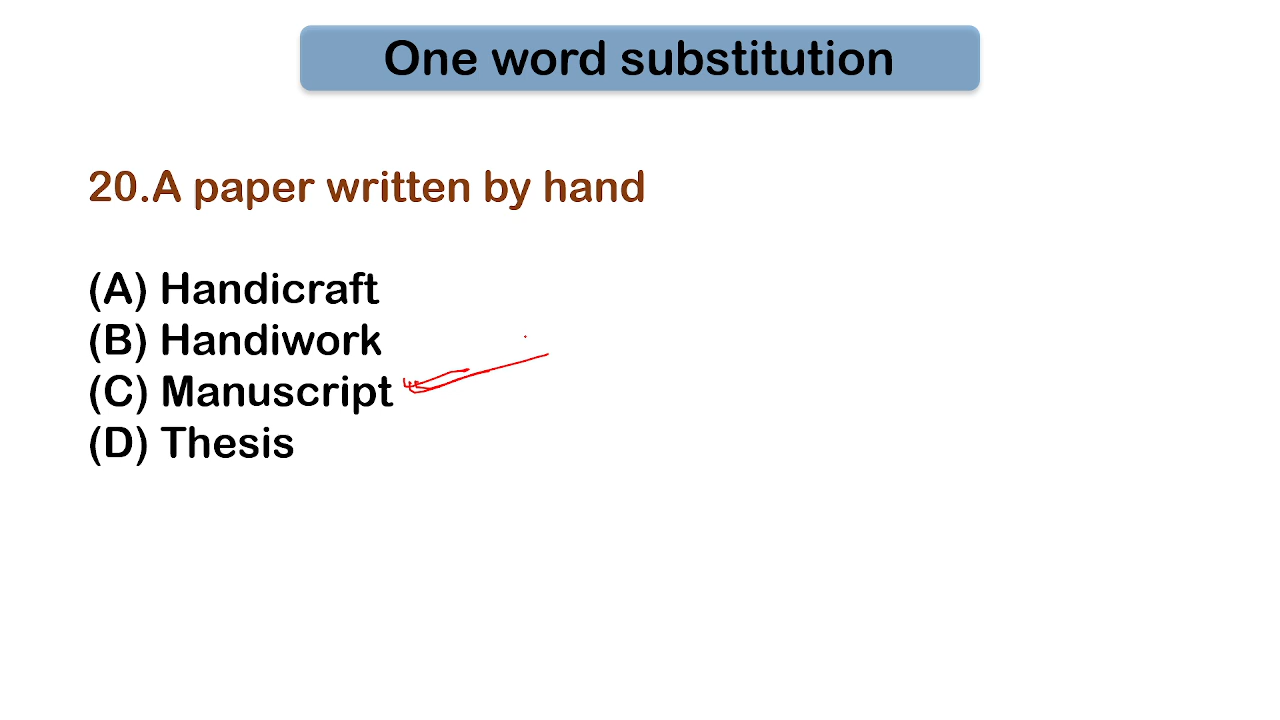 One word substitution
20.A paper written by hand
(A) Handicraft
(B) Handiwork
(C) Manuscript
(D) Thesis